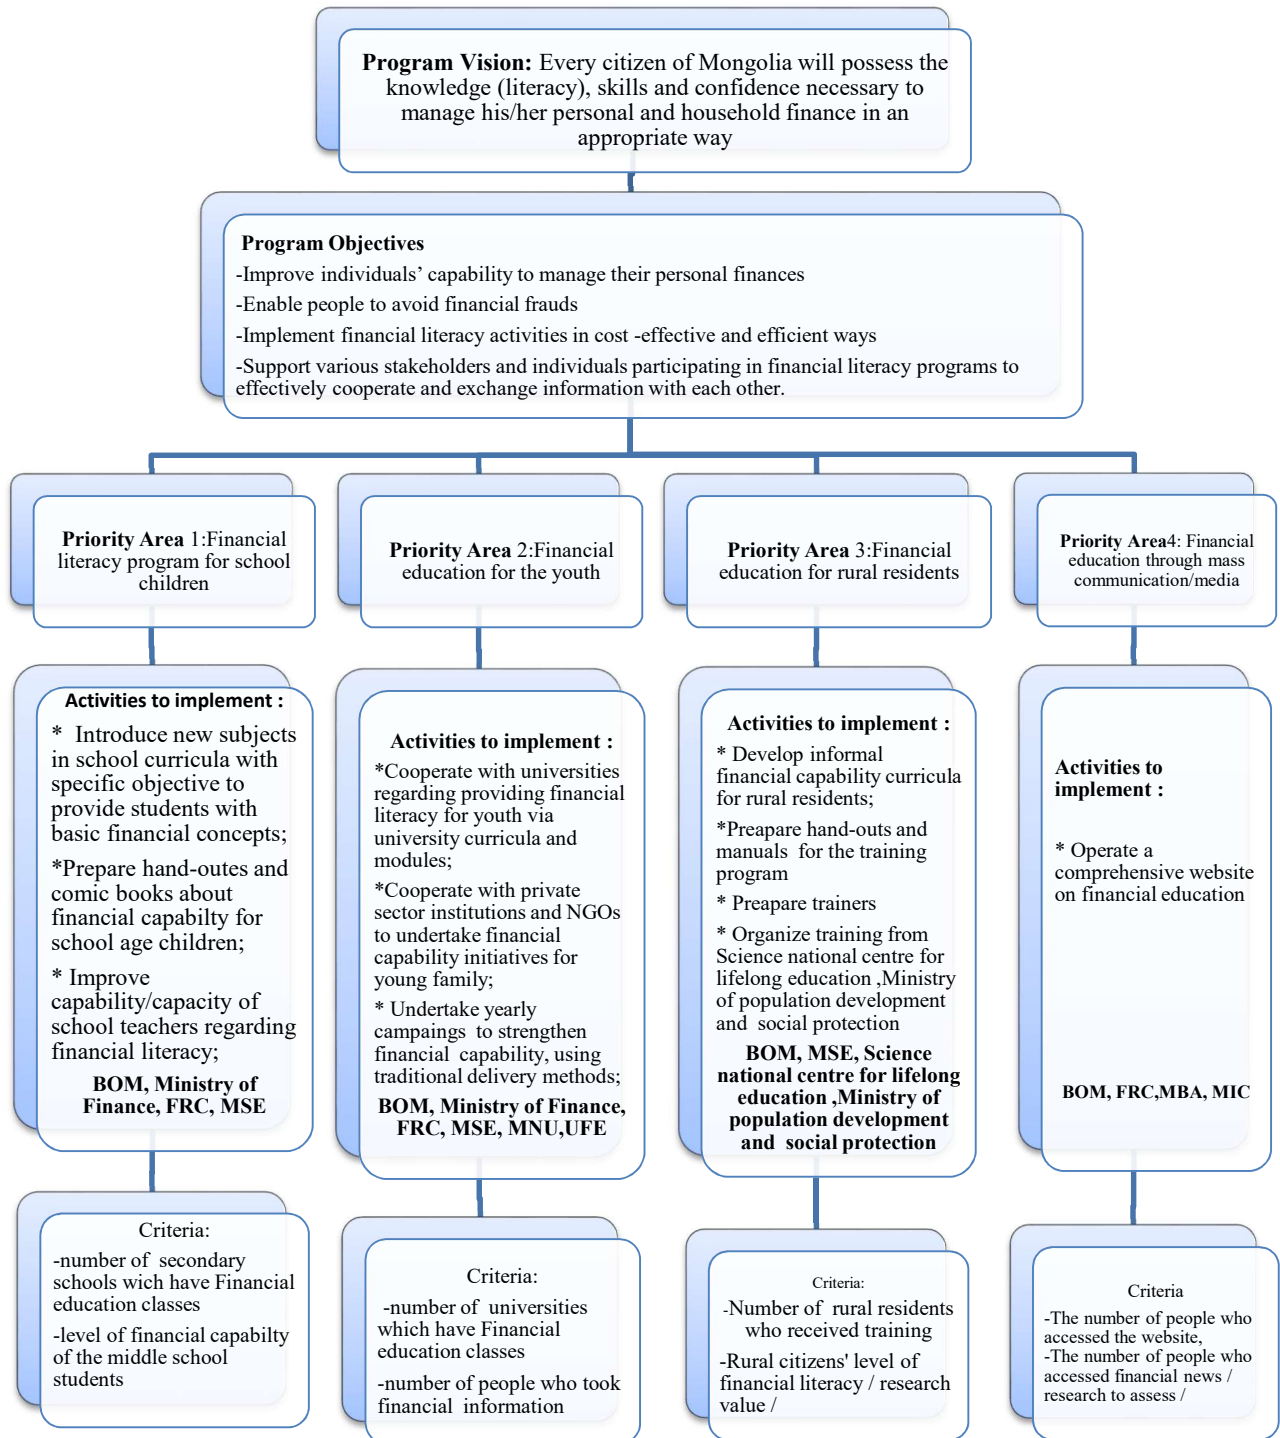 Program Vision: Every citizen of Mongolia will possess the
knowledge (literacy), skills and confidence necessary to
manage his/her personal and household finance in an
appropriate way
Program Objectives
-Improve individuals’ capability to manage their personal finances
-Enable people to avoid financial frauds
-Implement financial literacy activities in cost -effective and efficient ways
-Support various stakeholders and individuals participating in financial literacy programs to
effectively cooperate and exchange information with each other.
Priority Area 1:Financial
literacy program for school
children
Priority Area 2:Financial
education for the youth
Priority Area 3:Financial
education for rural residents
Priority Area4: Financial
education through mass
communication/media
Activities to implement :
* Introduce new subjects
in school curricula with
specific objective to
provide students with
basic financial concepts;
*Prepare hand-outes and
comic books about
financial capabilty for
school age children;
* Improve
capability/capacity of
school teachers regarding
financial literacy;
BOM, Ministry of
Finance, FRC, MSE
Activities to implement :
*Cooperate with universities
regarding providing financial
literacy for youth via
university curricula and
modules;
*Cooperate with private
sector institutions and NGOs
to undertake financial
capability initiatives for
young family;
* Undertake yearly
campaings to strengthen
financial capability, using
traditional delivery methods;
BOM, Ministry of Finance,
FRC, MSE, MNU,UFE
Activities to implement :
* Develop informal
financial capability curricula
for rural residents;
*Preapare hand-outs and
manuals for the training
program
* Preapare trainers
* Organize training from
Science national centre for
lifelong education ,Ministry
of population development
and social protection
BOM, MSE, Science
national centre for lifelong
education ,Ministry of
population development
and social protection
Activities to
implement :
* Operate a
comprehensive website
on financial education
BOM, FRC,MBA, MIC
Criteria:
-number of secondary
schools wich have Financial
education classes
-level of financial capabilty
of the middle school
students
Criteria:
-number of universities
which have Financial
education classes
-number of people who took
financial information
Criteria:
-Number of rural residents
who received training
-Rural citizens' level of
financial literacy / research
value /
Criteria
-The number of people who
accessed the website,
-The number of people who
accessed financial news /
research to assess /